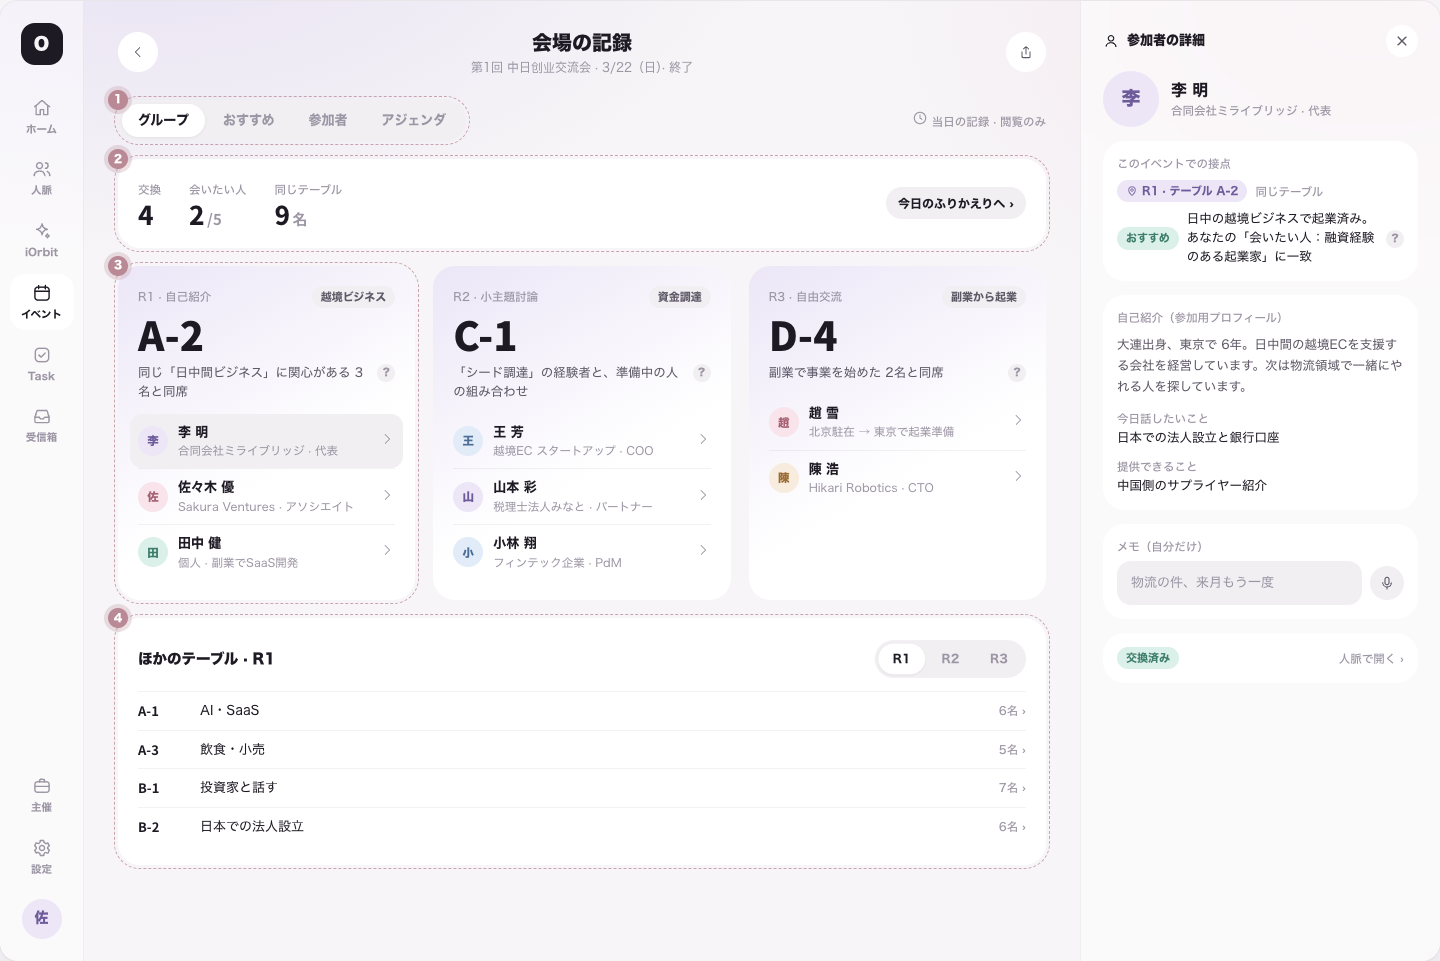 O
ホーム
人脈
iOrbit
イベント
Task
受信箱
主催
設定
佐
会場の記録
第1回 中日创业交流会 · 3/22（日）· 終了
1
グループ
おすすめ
参加者
アジェンダ
当日の記録 · 閲覧のみ
2
交換
4
会いたい人
2/5
同じテーブル
9名
今日のふりかえりへ ›
3
R1 · 自己紹介
越境ビジネス
A-2
同じ「日中間ビジネス」に関心がある 3
名と同席
?
李
李 明
合同会社ミライブリッジ · 代表
佐
佐々木 優
Sakura Ventures · アソシエイト
田
田中 健
個人 · 副業でSaaS開発
R2 · 小主題討論
資金調達
C-1
「シード調達」の経験者と、準備中の人
の組み合わせ
?
王
王 芳
越境EC スタートアップ · COO
山
山本 彩
税理士法人みなと · パートナー
小
小林 翔
フィンテック企業 · PdM
R3 · 自由交流
副業から起業
D-4
副業で事業を始めた 2名と同席
?
趙
趙 雪
北京駐在 → 東京で起業準備
陳
陳 浩
Hikari Robotics · CTO
4
ほかのテーブル · R1
R1
R2
R3
A-1 AI・SaaS 6名 ›
A-3 飲食・小売 5名 ›
B-1 投資家と話す 7名 ›
B-2 日本での法人設立 6名 ›
参加者の詳細
李
李 明
合同会社ミライブリッジ · 代表
このイベントでの接点
R1 · テーブル A-2 同じテーブル
おすすめ
日中の越境ビジネスで起業済み。
あなたの「会いたい人：融資経験
のある起業家」に一致
?
自己紹介（参加用プロフィール）
大連出身、東京で 6年。日中間の越境ECを支援す
る会社を経営しています。次は物流領域で一緒にや
れる人を探しています。
今日話したいこと
日本での法人設立と銀行口座
提供できること
中国側のサプライヤー紹介
メモ（自分だけ）
物流の件、来月もう一度
交換済み
人脈で開く ›